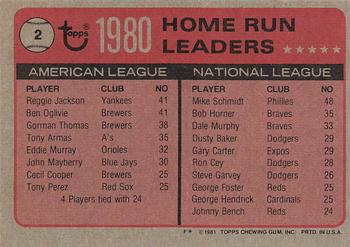 2
Topps
1980 HOME RUN LEADERS
AMERICAN LEAGUE
PLAYER CLUB NO
Reggie Jackson Yankees 41
Ben Oglivie Brewers 41
Gorman Thomas Brewers 38
Tony Armas A's 35
Eddie Murray Orioles 32
John Mayberry Blue Jays 30
Cecil Cooper Brewers 25
Tony Perez Red Sox 25
4 Players tied with 24
NATIONAL LEAGUE
PLAYER CLUB NO
Mike Schmidt Phillies 48
Bob Horner Braves 35
Dale Murphy Braves 33
Dusty Baker Dodgers 29
Gary Carter Expos 29
Ron Cey Dodgers 28
Steve Garvey Dodgers 26
George Foster Reds 25
George Hendrick Cardinals 25
Johnny Bench Reds 24
F* ©1981 TOPPS CHEWING GUM, INC. PRTD. IN U.S.A.